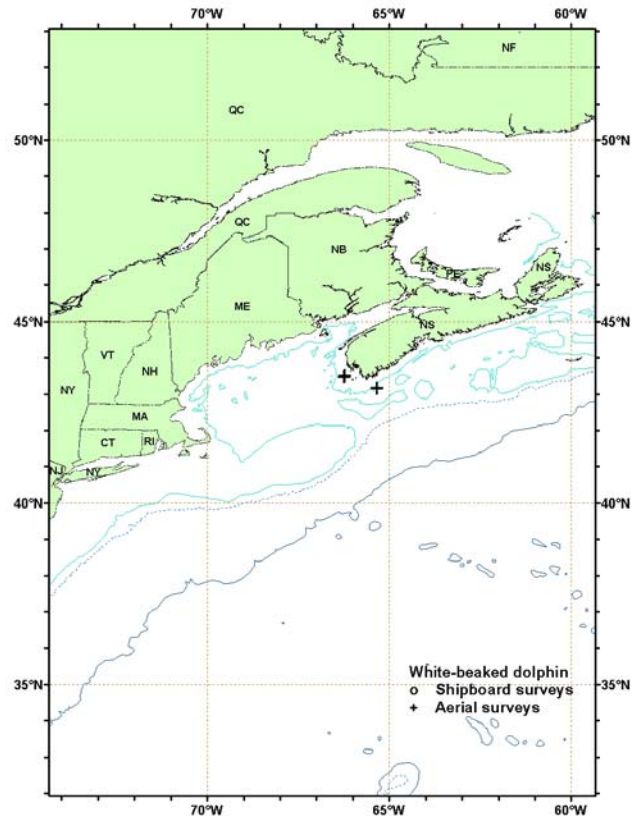 70°W 65°W 60°W
NF
QC
50°N 50°N
QC
NB
PE
NS
ME
45°N 45°N
NS
VT
NH
NY
MA
CT RI
NJ NY
40°N 40°N
35°N 35°N
White-beaked dolphin
o Shipboard surveys
+ Aerial surveys
70°W 65°W 60°W